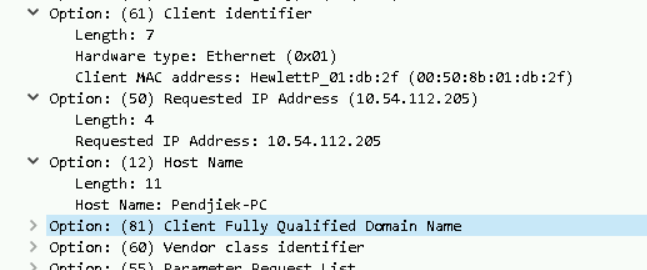 Option: (61) Client identifier
Length: 7
Hardware type: Ethernet (0x01)
Client MAC address: HewlettP_01:db:2f (00:50:8b:01:db:2f)
Option: (50) Requested IP Address (10.54.112.205)
Length: 4
Requested IP Address: 10.54.112.205
Option: (12) Host Name
Length: 11
Host Name: Pendjiek-PC
Option: (81) Client Fully Qualified Domain Name
Option: (60) Vendor class identifier
Option: (55) Parameter Request List